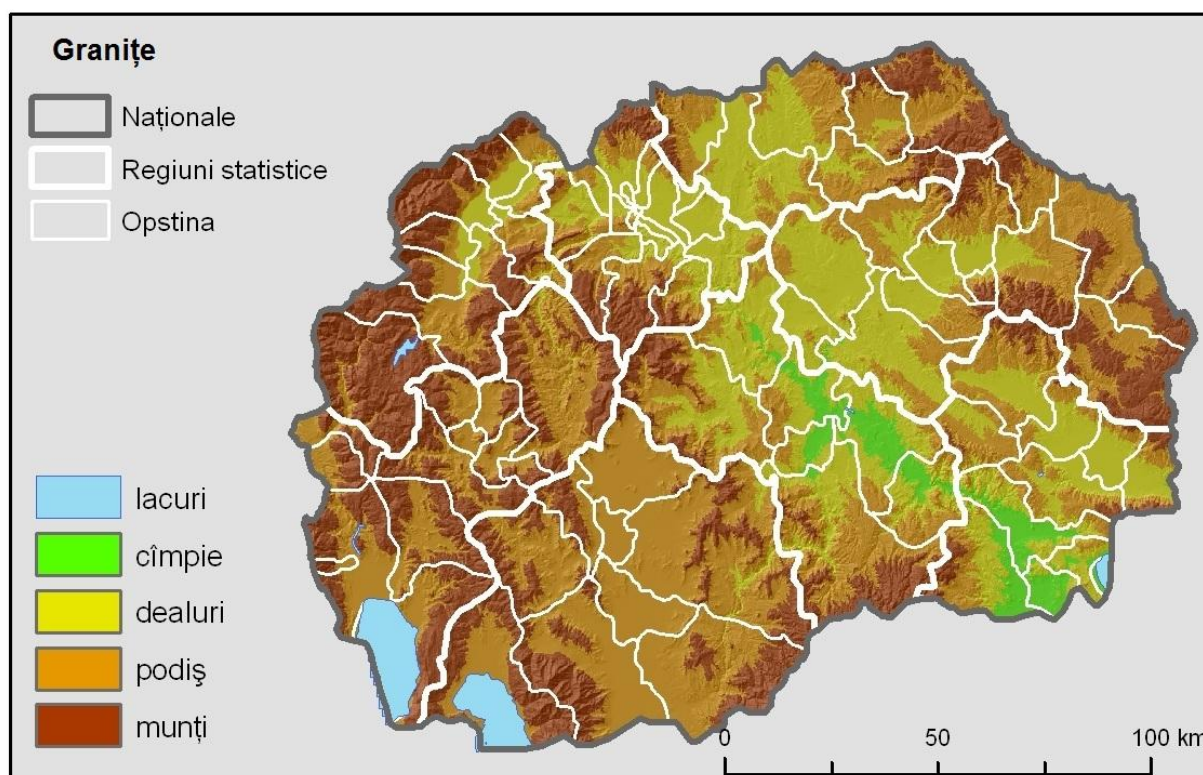 Granițe
Naționale
Regiuni statistice
Opstina
lacuri
cîmpie
dealuri
podiş
munți
0 50 100 km